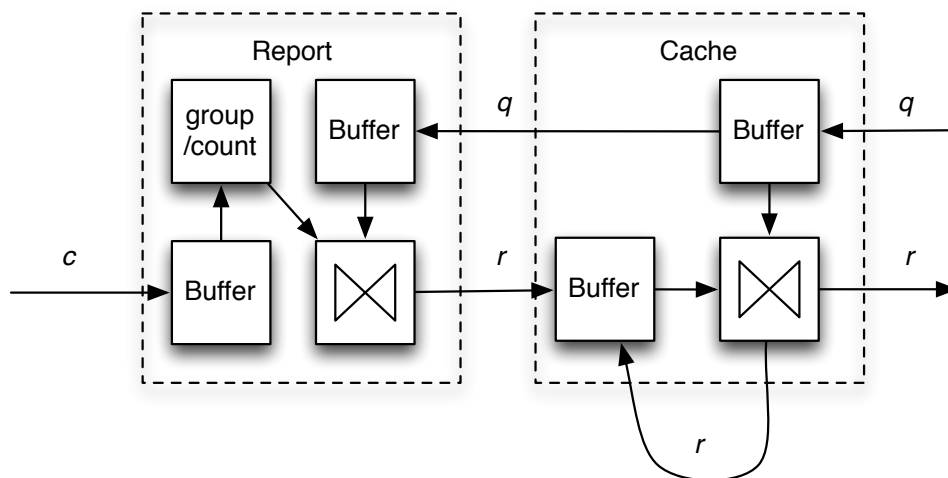 Report
Cache
group
/count
Buffer
q
Buffer
q
c
Buffer
r
Buffer
r
r